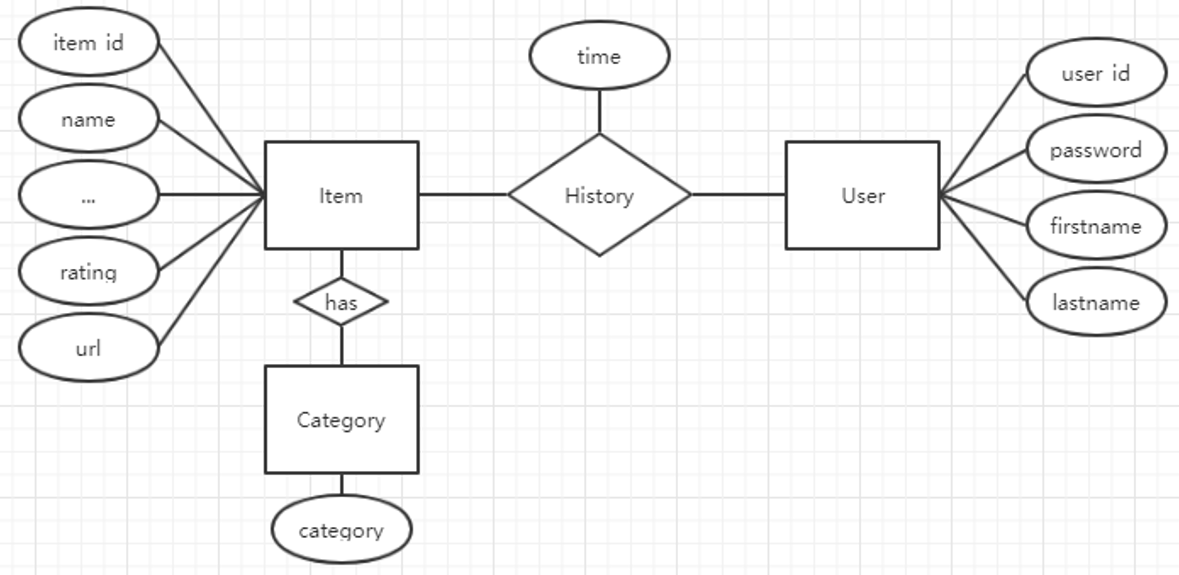 item id
name
...
rating
url
Item
has
Category
category
time
History
User
user id
password
firstname
lastname